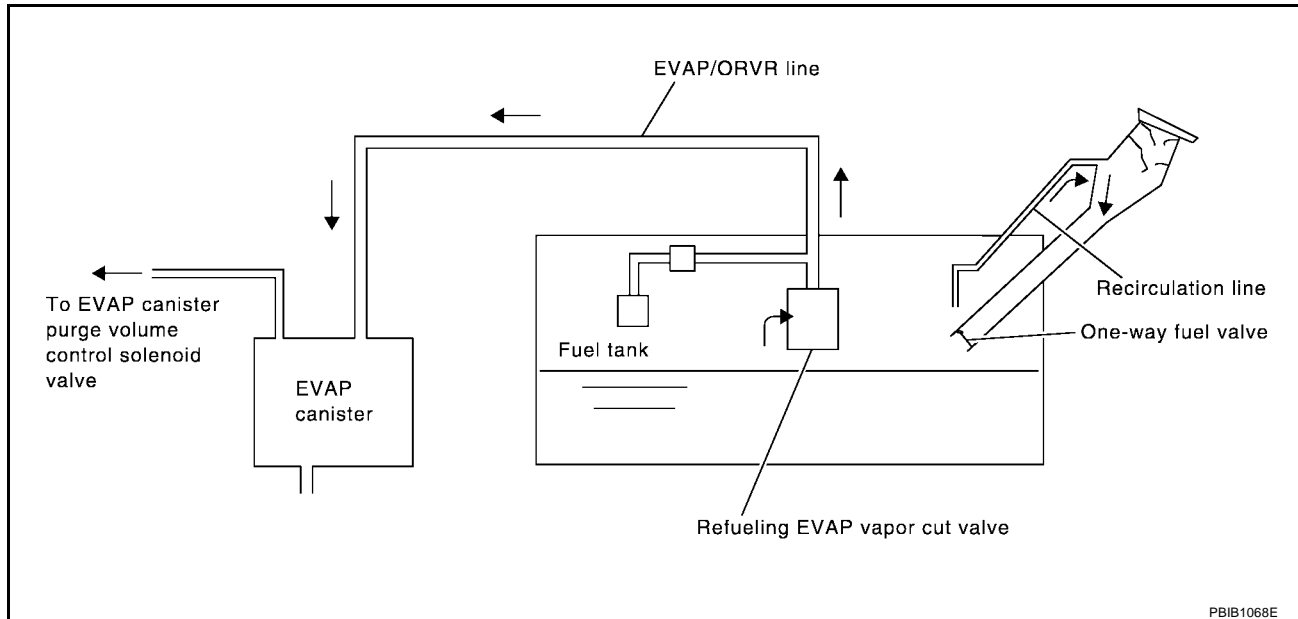 EVAP/ORVR line
Recirculation line
One-way fuel valve
To EVAP canister
purge volume
control solenoid
valve
Fuel tank
EVAP
canister
Refueling EVAP vapor cut valve
PBIB1068E